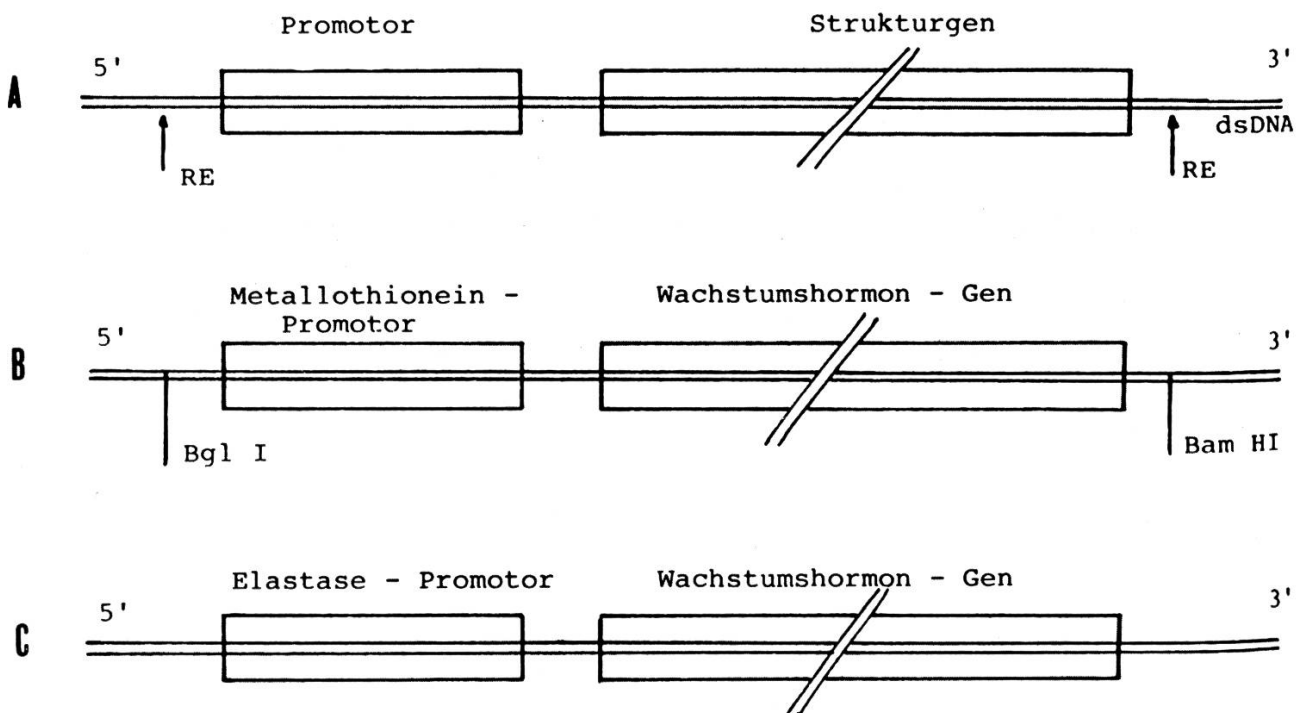 Promotor
Strukturgen
5'
3'
A
dsDNA
RE
RE
Metallothionein -
Promotor
Wachstumshormon - Gen
5'
3'
B
Bgl I
Bam HI
Elastase - Promotor
Wachstumshormon - Gen
5'
3'
C